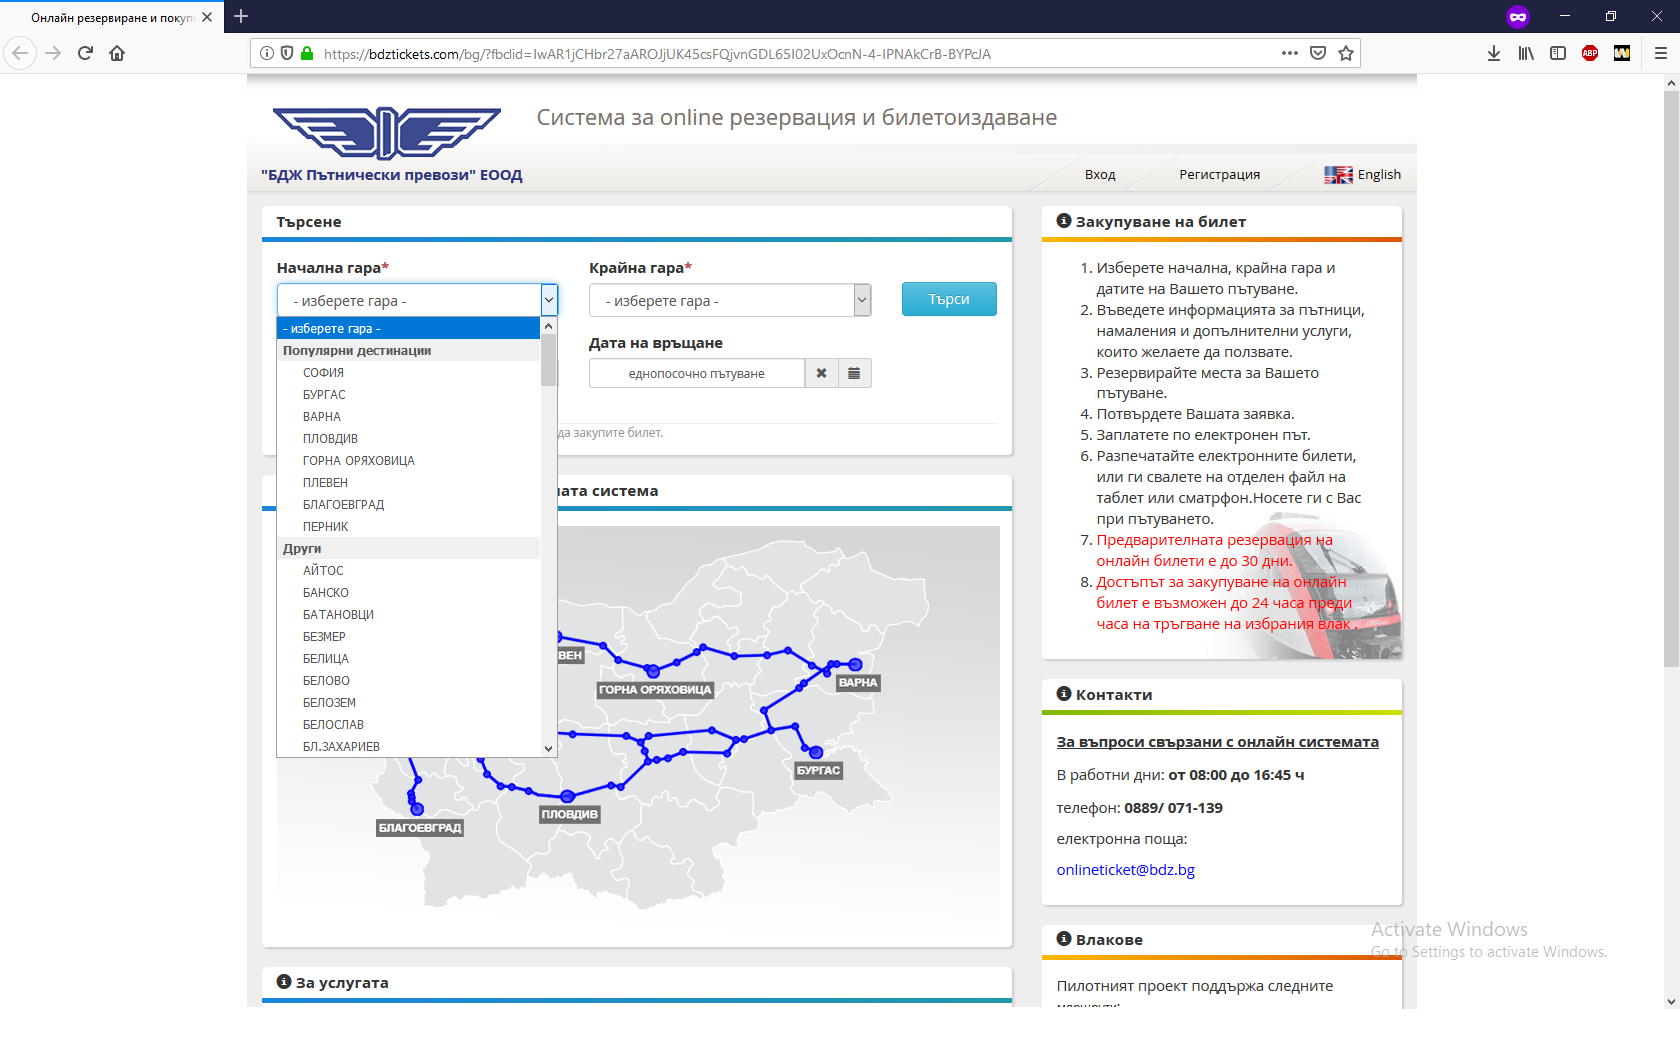 Онлайн резервиране и покуп
https://bdztickets.com/bg/?fbclid=IwAR1jCHbr27aAROJjUK45csFQjvnGDL65I02UxOcnN-4-IPNAkCrB-BYPcJA
ABP
Система за online резервация и билетоиздаване
"БДЖ Пътнически превози" ЕООД
Вход
Регистрация
English
Търсене
Начална гара*
- изберете гара -
Крайна гара*
- изберете гара -
Търси
Дата на връщане
еднопосочно пътуване
да закупите билет.
- изберете гара -
Популярни дестинации
СОФИЯ
БУРГАС
ВАРНА
ПЛОВДИВ
ГОРНА ОРЯХОВИЦА
ПЛЕВЕН
БЛАГОЕВГРАД
ПЕРНИК
Други
АЙТОС
БАНСКО
БАТАНОВЦИ
БЕЗМЕР
БЕЛИЦА
БЕЛОВО
БЕЛОЗЕМ
БЕЛОСЛАВ
БЛ.ЗАХАРИЕВ
ната система
ВЕН
ГОРНА ОРЯХОВИЦА
ВАРНА
БУРГАС
ПЛОВДИВ
БЛАГОЕВГРАД
За услугата
Закупуване на билет
1. Изберете начална, крайна гара и
датите на Вашето пътуване.
2. Въведете информацията за пътници,
намаления и допълнителни услуги,
които желаете да ползвате.
3. Резервирайте места за Вашето
пътуване.
4. Потвърдете Вашата заявка.
5. Заплатете по електронен път.
6. Разпечатайте електронните билети,
или ги свалете на отделен файл на
таблет или сматрфон.Носете ги с Вас
при пътуването.
7. Предварителната резервация на
онлайн билети е до 30 дни.
8. Достъпът за закупуване на онлайн
билет е възможен до 24 часа преди
часа на тръгване на избрания влак .
Контакти
За въпроси свързани с онлайн системата
В работни дни: от 08:00 до 16:45 ч
телефон: 0889/ 071-139
електронна поща:
onlineticket@bdz.bg
Влакове
Пилотният проект поддържа следните
маршрути:
Activate Windows
Go to Settings to activate Windows.